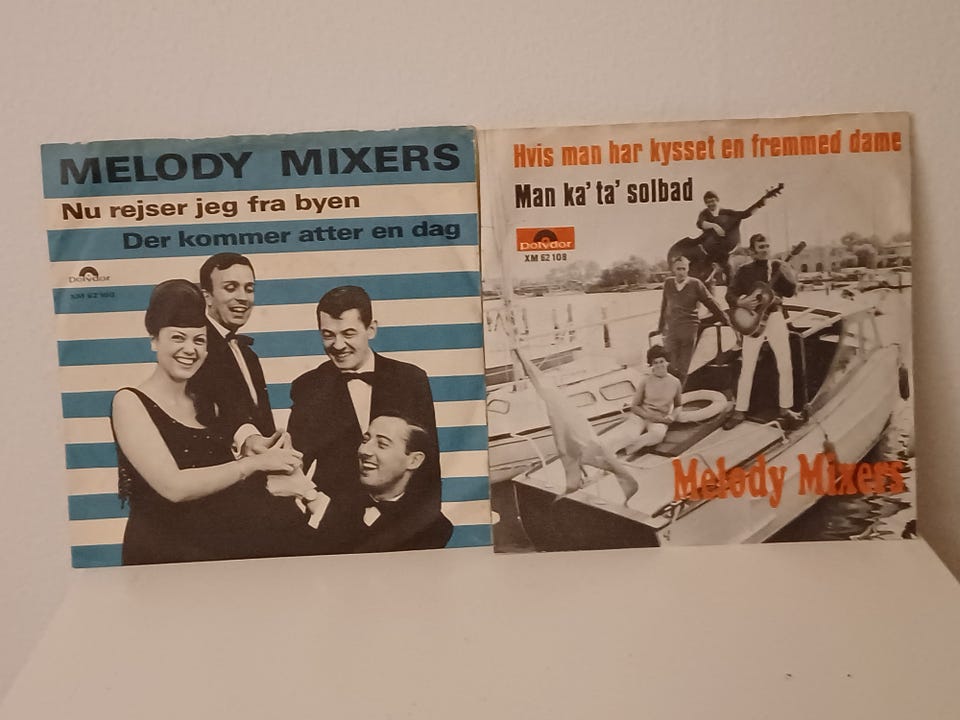 MELODY MIXERS
Nu rejser jeg fra byen
Der kommer atter en dag
Polydor
Hvis man har kysset en fremmed dame
Man ka' ta' solbad
Polydor
XM 62 108
Melody Mixers